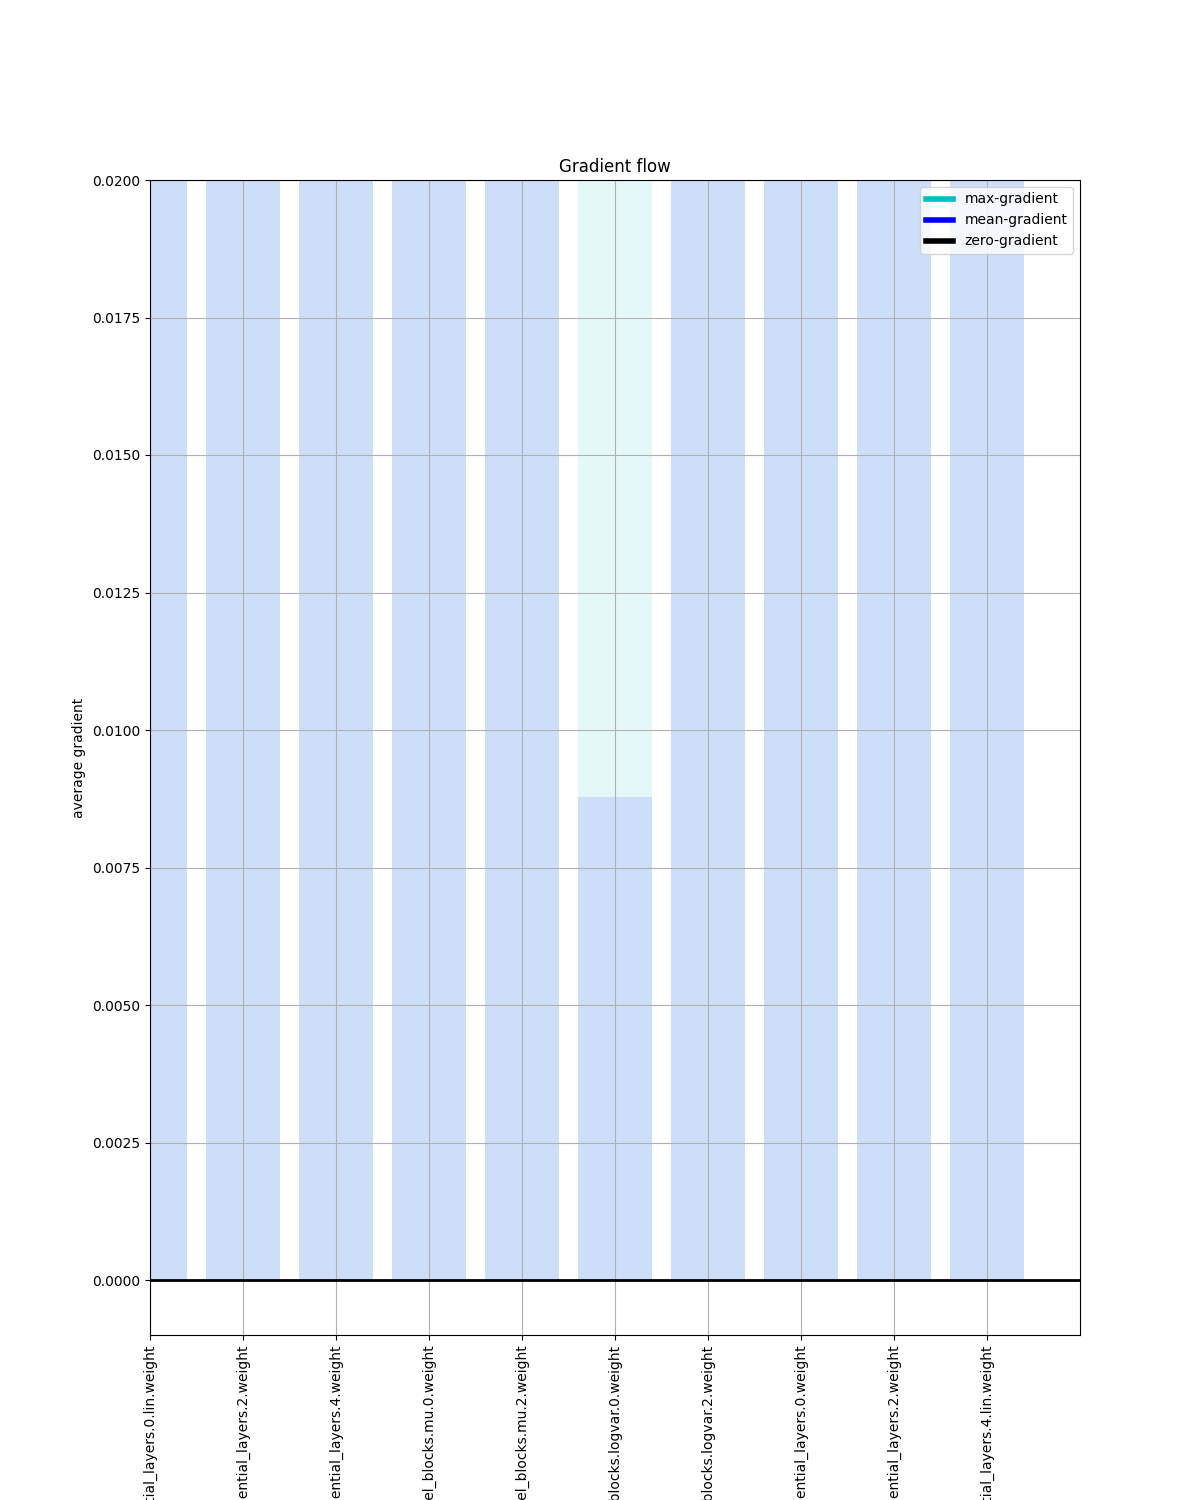 Gradient flow
max-gradient
mean-gradient
zero-gradient
0.0200
0.0175
0.0150
0.0125
0.0100
0.0075
0.0050
0.0025
0.0000
average gradient
tial_layers.0.lin.weight
ential_layers.2.weight
ential_layers.4.weight
el_blocks.mu.0.weight
el_blocks.mu.2.weight
blocks.logvar.0.weight
blocks.logvar.2.weight
ential_layers.0.weight
ential_layers.2.weight
tial_layers.4.lin.weight